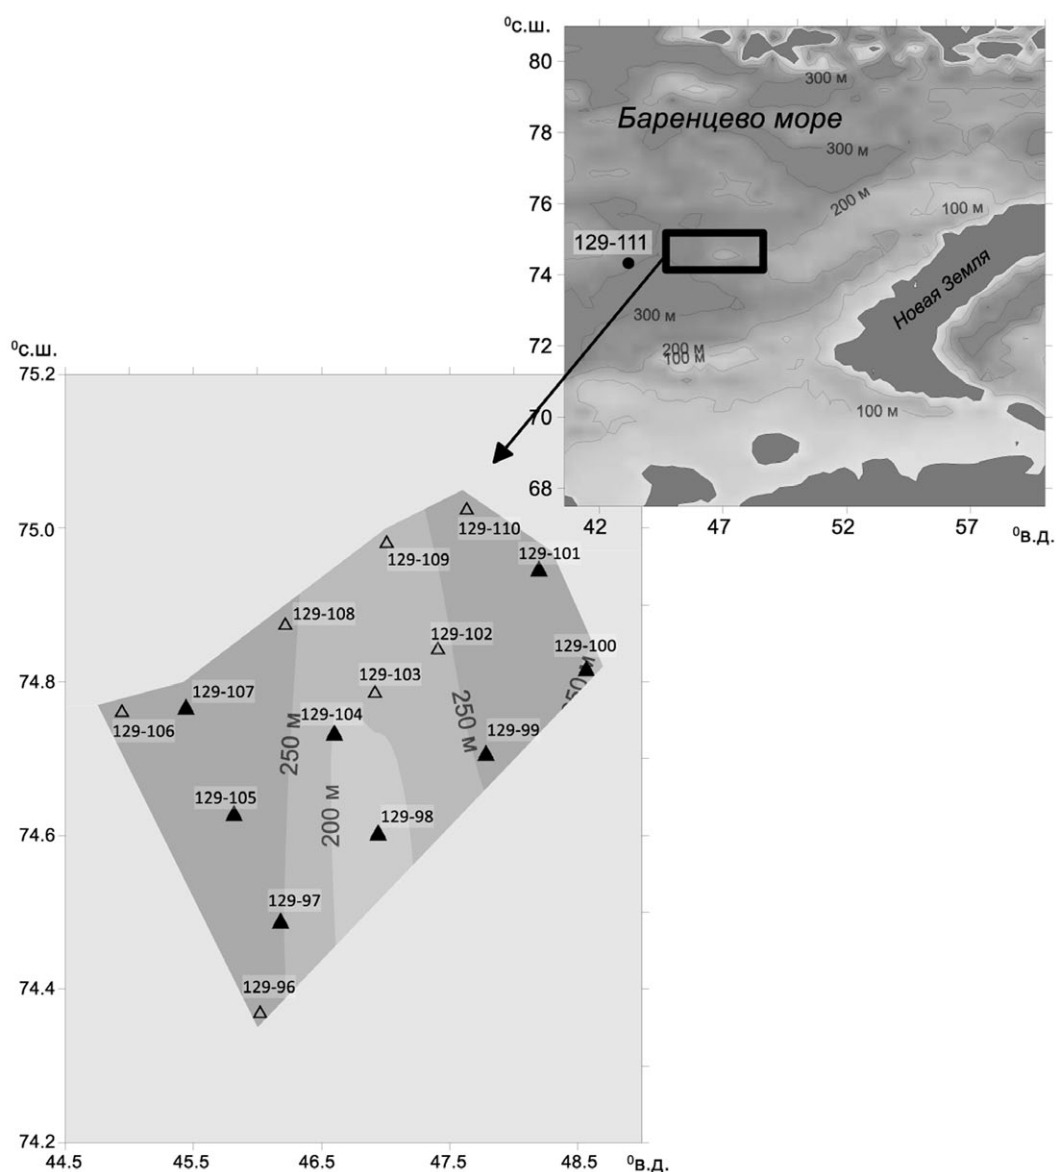 ⁰с.ш.
80
300 м
Баренцево море
78
300 м
76
200 м
100 м
129-111
74
Новая Земля
300 м
72
200 м
100 м
70
100 м
68
42
47
52
57
⁰в.д.
⁰с.ш.
75.2
75.0
129-110
129-109
129-101
129-108
129-102
129-100
74.8
129-103
250 м
129-107
129-106
129-104
250 м
129-99
250 м
129-105
200 м
129-98
74.6
129-97
74.4
129-96
74.2
44.5
45.5
46.5
47.5
48.5
⁰в.д.